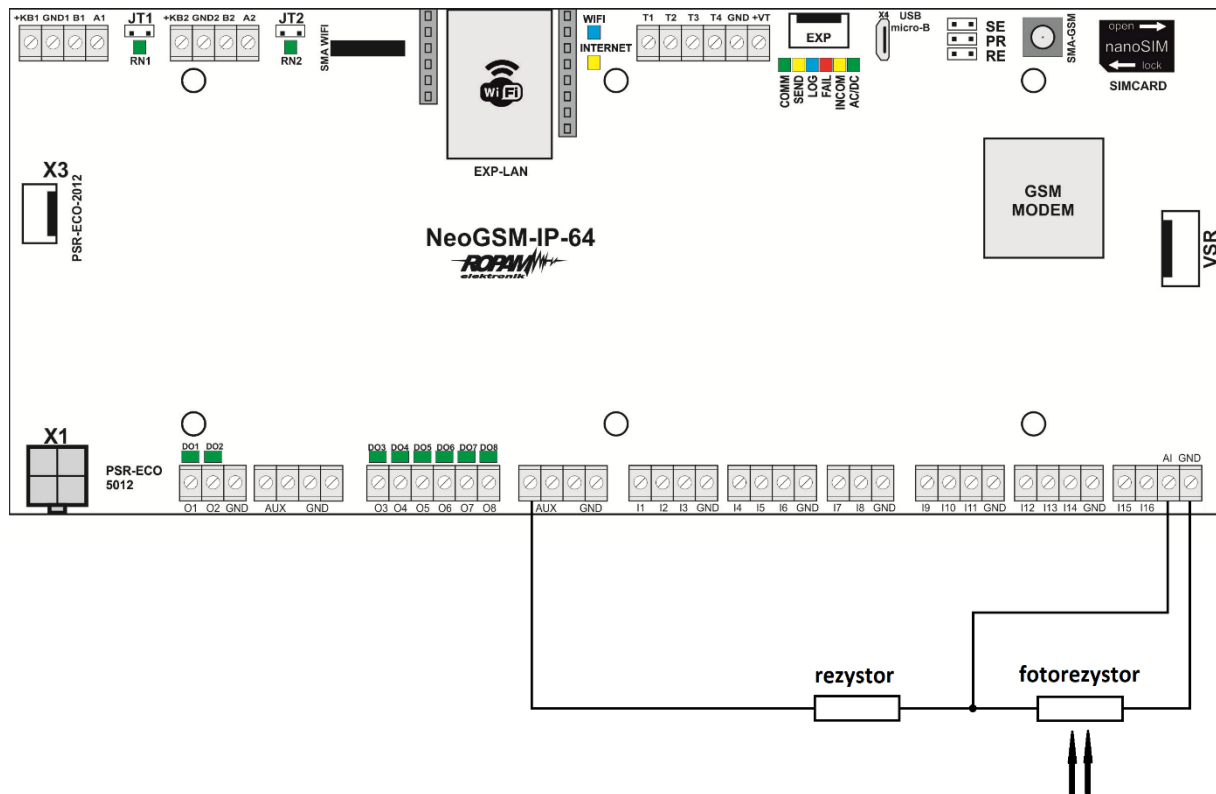 +KB1 GND1 B1 A1
JT1
RN1
+KB2 GND2 B2 A2
JT2
RN2
SMA WIFI
WiFi
EXP-LAN
WIFI
INTERNET
T1 T2 T3 T4 GND +VT
EXP
COMM
SEND
LOG
FAIL
INCOM
AC/DC
X4 USB
micro-B
SE
PR
RE
SMA-GSM
open
nanoSIM
lock
SIMCARD
X3
PSR-ECO-2012
GSM
MODEM
VSR
NeoGSM-IP-64
ROPAM
elektronik
X1
PSR-ECO
5012
DO1 DO2
O1 O2 GND
AUX GND
DO3 DO4 DO5 DO6 DO7 DO8
O3 O4 O5 O6 O7 O8
AUX GND
I1 I2 I3 GND
I4 I5 I6 GND
I7 I8 GND
I9 I10 I11 GND
I12 I13 I14 GND
AI GND
I15 I16
rezystor
fotorezystor